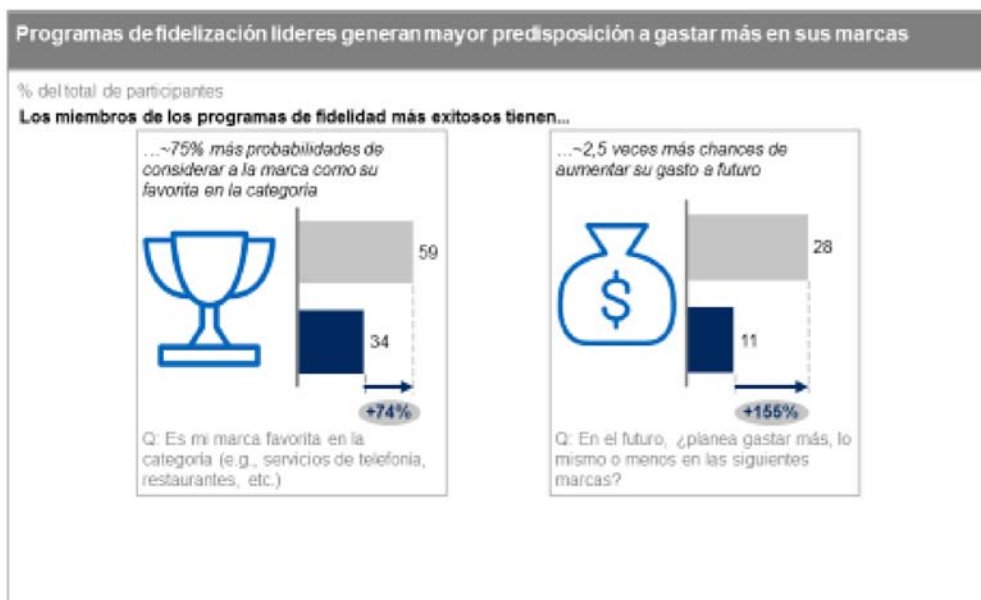 Programas de fidelización lideres generan mayor predisposición a gastar más en sus marcas
% del total de participantes
Los miembros de los programas de fidelidad más exitosos tienen...
...~75% más probabilidades de
considerar a la marca como su
favorita en la categoría
59
34
+74%
Q: Es mi marca favorita en la
categoría (e.g., servicios de telefonía,
restaurantes, etc.)
...~2,5 veces más chances de
aumentar su gasto a futuro
$
28
11
+155%
Q: En el futuro, ¿planea gastar más, lo
mismo o menos en las siguientes
marcas?